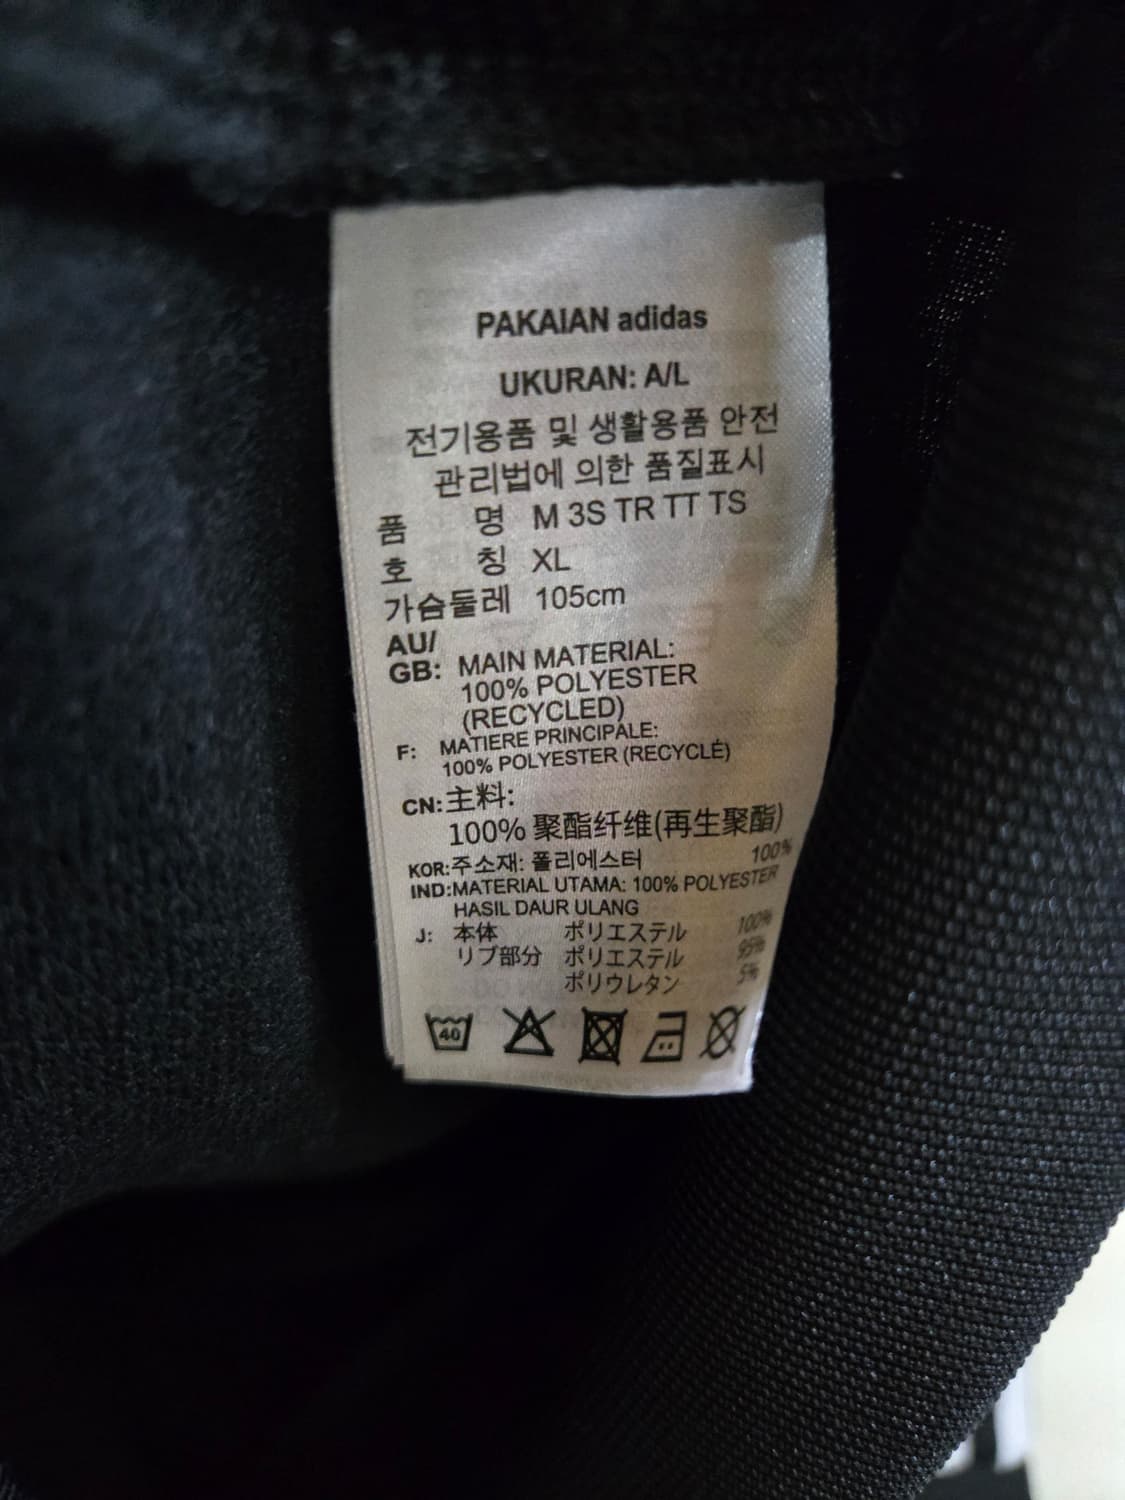 PAKAIAN adidas
UKURAN: A/L
전기용품 및 생활용품 안전
관리법에 의한 품질표시
품 명 M 3S TR TT TS
호 칭 XL
가슴둘레 105cm
AU/
GB: MAIN MATERIAL:
100% POLYESTER
(RECYCLED)
F: MATIERE PRINCIPALE:
100% POLYESTER (RECYCLÉ)
CN: 主料:
100% 聚酯纤维(再生聚酯)
KOR: 주소재: 폴리에스터 100%
IND: MATERIAL UTAMA: 100% POLYESTER
HASIL DAUR ULANG
J: 本体 ポリエステル 100%
リブ部分 ポリエステル 95%
ポリウレタン 5%
40